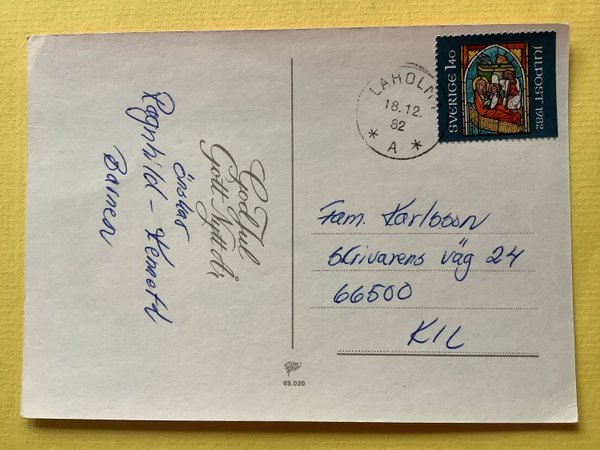 God Jul
Gott Nytt År
önskar
Ragnhild - Kenneth
Barnen
LAHOLM
18.12.
82
* A *
SVERIGE 1.40
JULPOST 1982
Fam. Karlsson
Skrivarens väg 24
66500
KIL
65.020